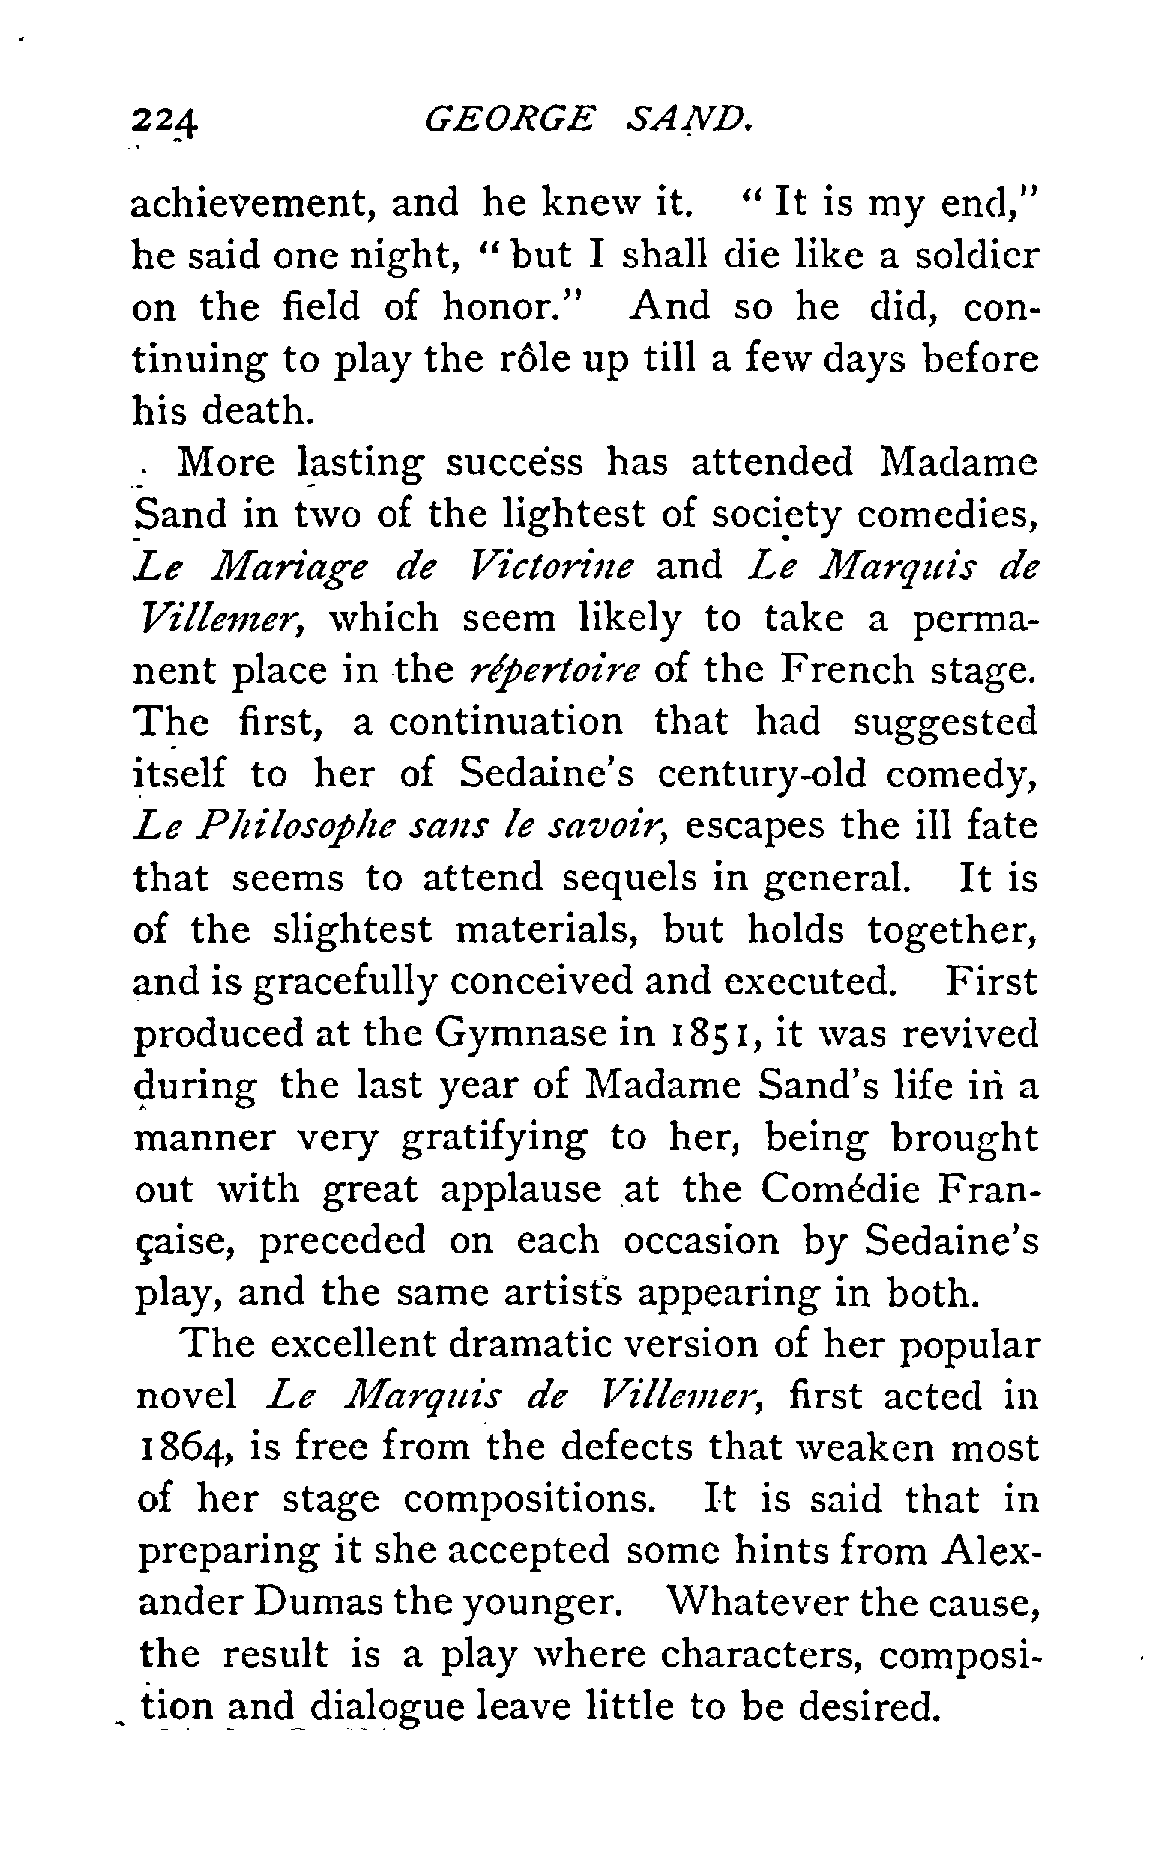 224 GEORGE SAND.
achievement, and he knew it. " It is my end,"
he said one night, " but I shall die like a soldier
on the field of honor." And so he did, con-
tinuing to play the rôle up till a few days before
his death.
More lasting success has attended Madame
Sand in two of the lightest of society comedies,
Le Mariage de Victorine and Le Marquis de
Villemer, which seem likely to take a perma-
nent place in the répertoire of the French stage.
The first, a continuation that had suggested
itself to her of Sedaine's century-old comedy,
Le Philosophe sans le savoir, escapes the ill fate
that seems to attend sequels in general. It is
of the slightest materials, but holds together,
and is gracefully conceived and executed. First
produced at the Gymnase in 1851, it was revived
during the last year of Madame Sand's life in a
manner very gratifying to her, being brought
out with great applause at the Comédie Fran-
çaise, preceded on each occasion by Sedaine's
play, and the same artists appearing in both.
The excellent dramatic version of her popular
novel Le Marquis de Villemer, first acted in
1864, is free from the defects that weaken most
of her stage compositions. It is said that in
preparing it she accepted some hints from Alex-
ander Dumas the younger. Whatever the cause,
the result is a play where characters, composi-
tion and dialogue leave little to be desired.